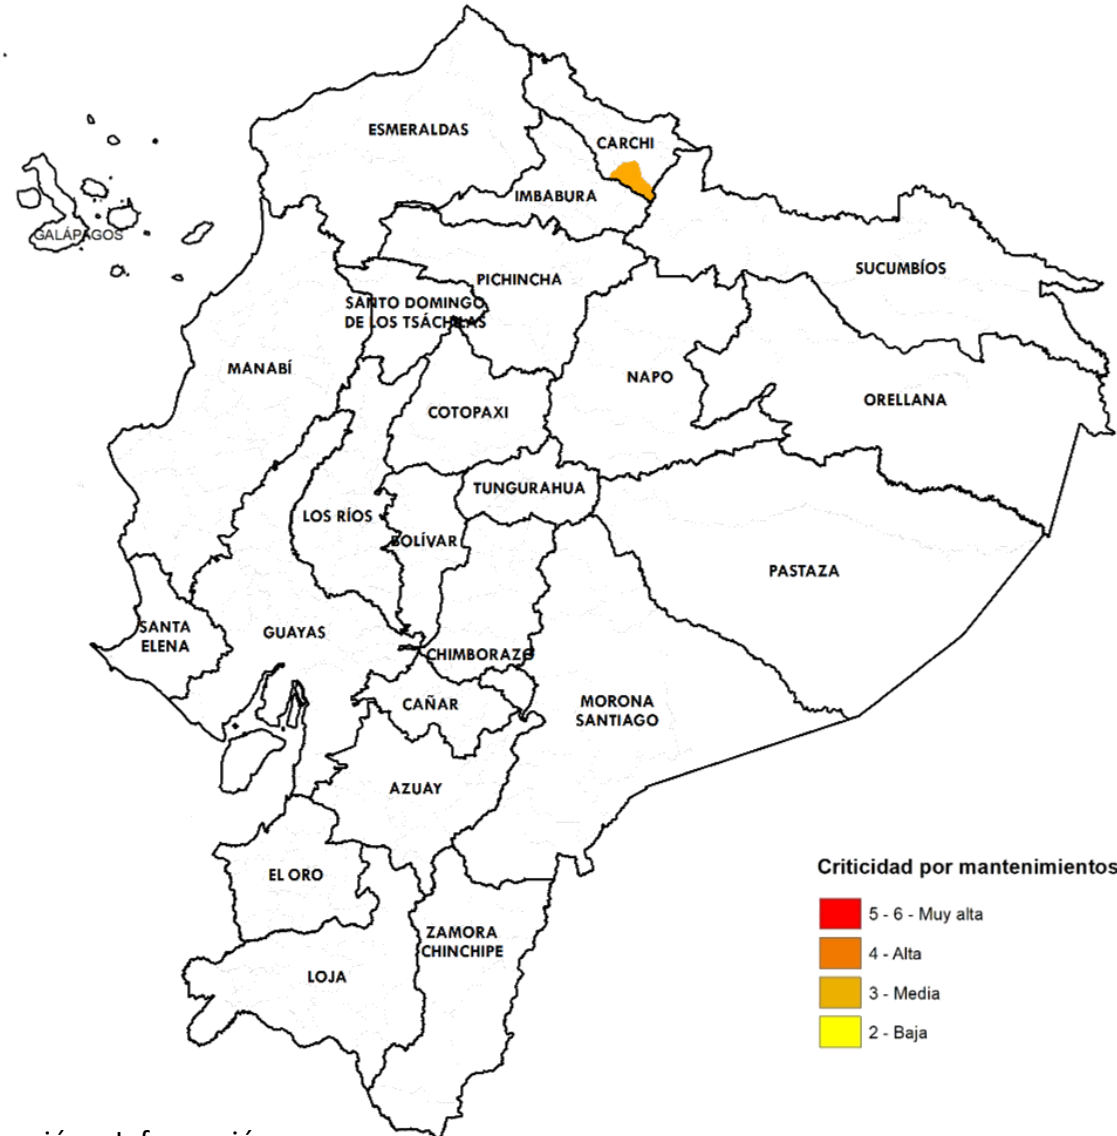 ESMERALDAS
CARCHI
IMBABURA
GALÁPAGOS
SUCUMBÍOS
PICHINCHA
SANTO DOMINGO
DE LOS TSÁCHILAS
MANABÍ
NAPO
ORELLANA
COTOPAXI
TUNGURAHUA
LOS RÍOS
BOLÍVAR
PASTAZA
SANTA
ELENA
GUAYAS
CHIMBORAZO
CAÑAR
MORONA
SANTIAGO
AZUAY
EL ORO
ZAMORA
CHINCHIPE
LOJA
Criticidad por mantenimientos
5 - 6 - Muy alta
4 - Alta
3 - Media
2 - Baja